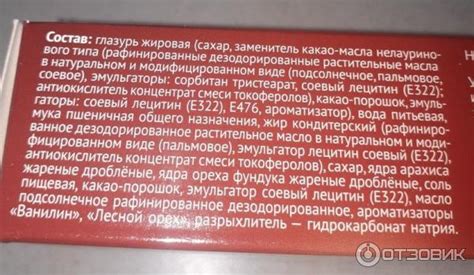 Состав: глазурь жировая (сахар, заменитель какао-масла нелаурино-
вого типа (рафинированные дезодорированные растительные масла
в натуральном и модифицированном виде (подсолнечное, пальмовое,
соевое), эмульгаторы: сорбитан тристеарат, соевый лецитин (Е322);
антиокислитель концентрат смеси токоферолов), какао-порошок, эмуль-
гаторы: соевый лецитин (Е322), Е476, ароматизатор), вода питьевая,
мука пшеничная общего назначения, жир кондитерский (рафиниро-
ванное дезодорированное растительное масло в натуральном и моди-
фицированном виде (пальмовое), эмульгатор лецитин соевый (Е322),
антиокислитель концентрат смеси токоферолов), сахар, ядра арахиса
жареные дроблёные, ядра ореха фундука жареные дроблёные, соль
пищевая, какао-порошок, эмульгатор соевый лецитин (Е322), масло
подсолнечное рафинированное дезодорированное, ароматизаторы
«Ванилин», «Лесной орех», разрыхлитель – гидрокарбонат натрия.
ОТЗОВИК